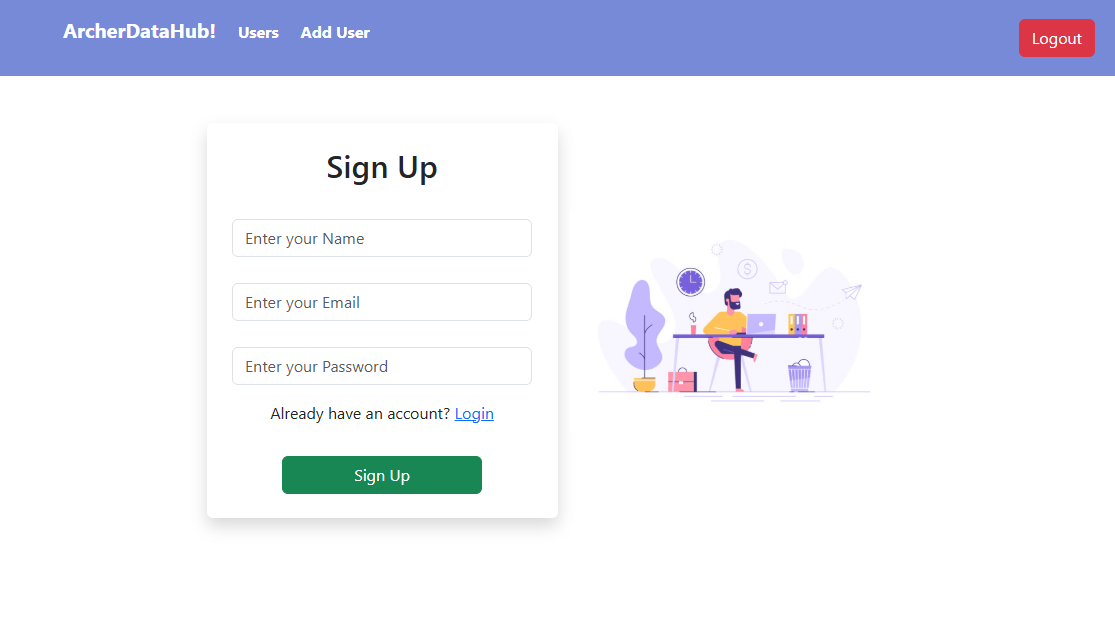 ArcherDataHub! Users Add User Logout
Sign Up
Enter your Name
Enter your Email
Enter your Password
Already have an account? Login
Sign Up
$